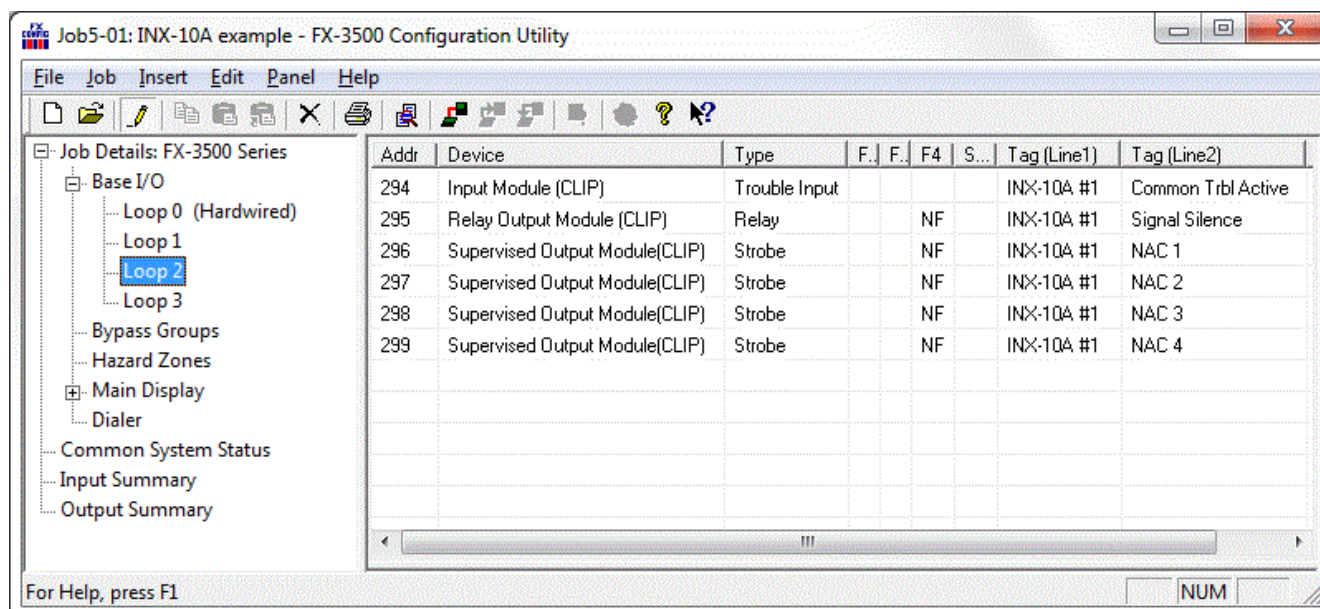 FX CONFIG Job5-01: INX-10A example - FX-3500 Configuration Utility
File Job Insert Edit Panel Help
Job Details: FX-3500 Series
Base I/O
Loop 0 (Hardwired)
Loop 1
Loop 2
Loop 3
Bypass Groups
Hazard Zones
Main Display
Dialer
Common System Status
Input Summary
Output Summary
Addr Device Type F.. F.. F4 S... Tag (Line1) Tag (Line2)
294 Input Module (CLIP) Trouble Input INX-10A #1 Common Trbl Active
295 Relay Output Module (CLIP) Relay NF INX-10A #1 Signal Silence
296 Supervised Output Module(CLIP) Strobe NF INX-10A #1 NAC 1
297 Supervised Output Module(CLIP) Strobe NF INX-10A #1 NAC 2
298 Supervised Output Module(CLIP) Strobe NF INX-10A #1 NAC 3
299 Supervised Output Module(CLIP) Strobe NF INX-10A #1 NAC 4
For Help, press F1 NUM